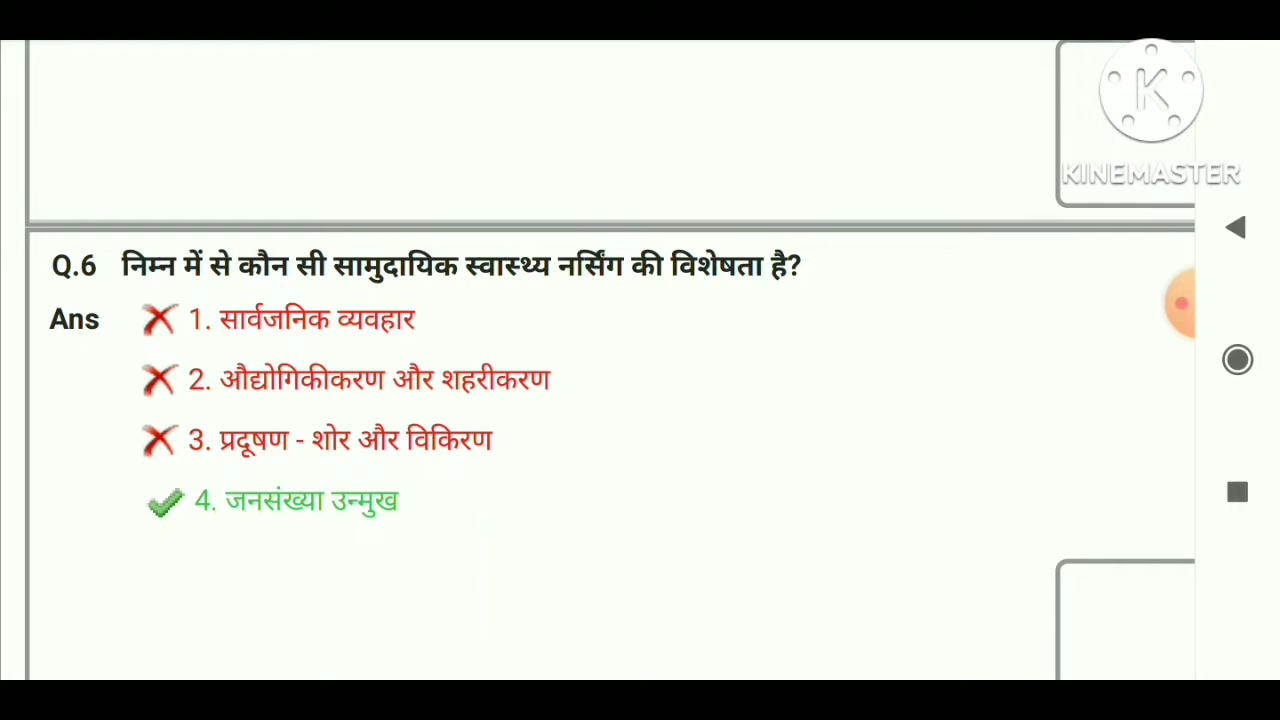 K
KINEMASTER
Q.6 निम्न में से कौन सी सामुदायिक स्वास्थ्य नर्सिंग की विशेषता है?
Ans 1. सार्वजनिक व्यवहार
2. औद्योगिकीकरण और शहरीकरण
3. प्रदूषण - शोर और विकिरण
4. जनसंख्या उन्मुख